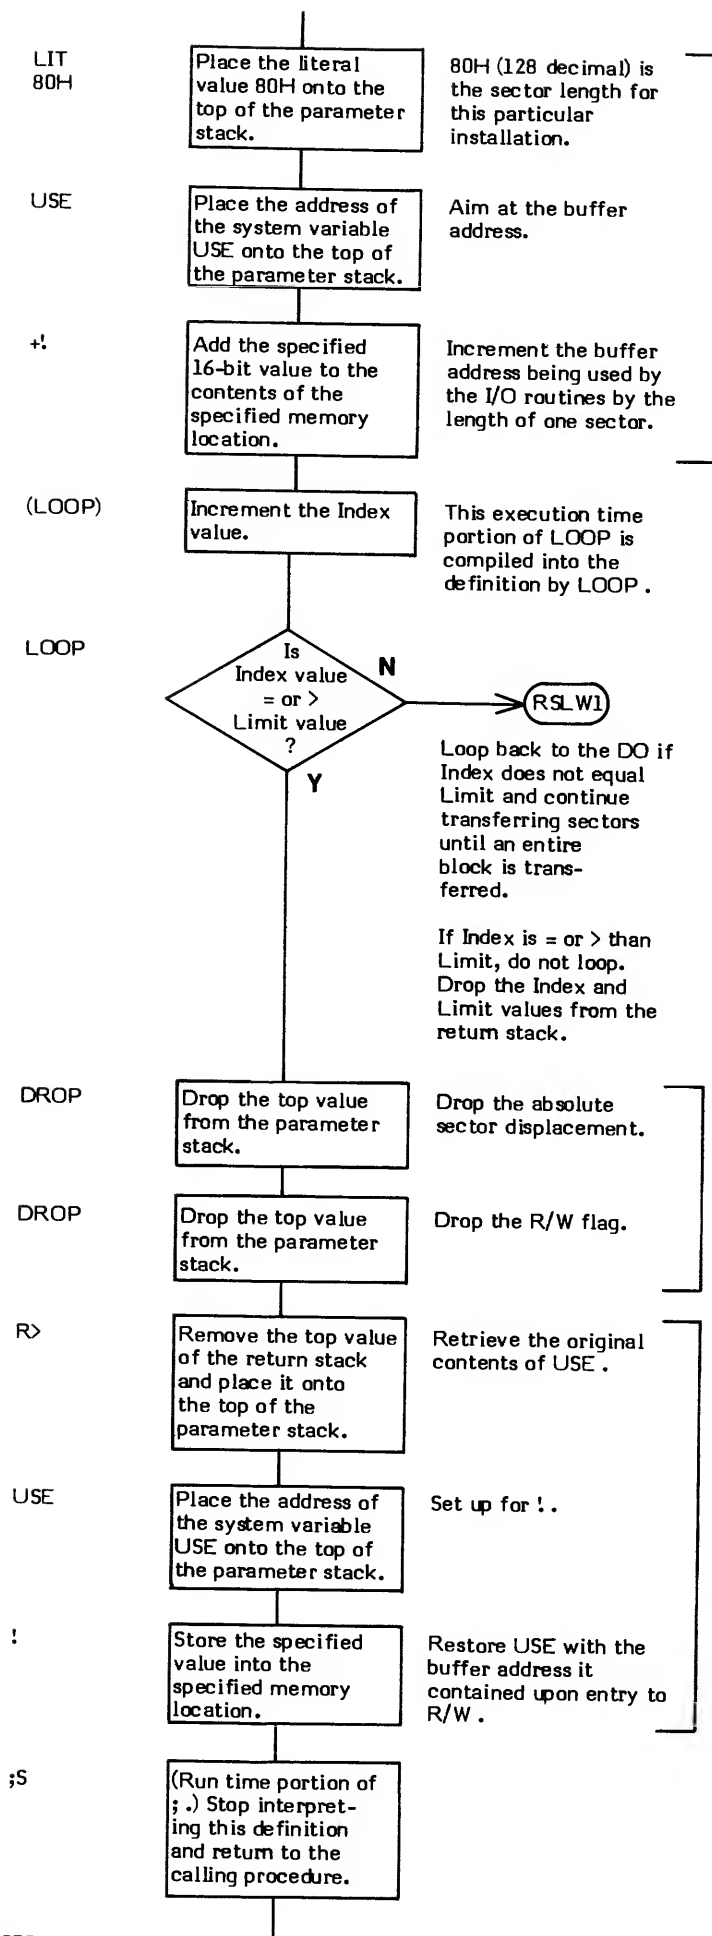 LIT
80H
Place the literal
value 80H onto the
top of the parameter
stack.
80H (128 decimal) is
the sector length for
this particular
installation.
USE
Place the address of
the system variable
USE onto the top of
the parameter stack.
Aim at the buffer
address.
+!
Add the specified
16-bit value to the
contents of the
specified memory
location.
Increment the buffer
address being used by
the I/O routines by the
length of one sector.
(LOOP)
Increment the Index
value.
This execution time
portion of LOOP is
compiled into the
definition by LOOP .
LOOP
Is
Index value
= or >
Limit value
?
N
RSLW1
Y
Loop back to the DO if
Index does not equal
Limit and continue
transferring sectors
until an entire
block is trans-
ferred.
If Index is = or > than
Limit, do not loop.
Drop the Index and
Limit values from the
return stack.
DROP
Drop the top value
from the parameter
stack.
Drop the absolute
sector displacement.
DROP
Drop the top value
from the parameter
stack.
Drop the R/W flag.
R>
Remove the top value
of the return stack
and place it onto
the top of the
parameter stack.
Retrieve the original
contents of USE .
USE
Place the address of
the system variable
USE onto the top of
the parameter stack.
Set up for ! .
!
Store the specified
value into the
specified memory
location.
Restore USE with the
buffer address it
contained upon entry to
R/W .
;S
(Run time portion of
; .) Stop interpret-
ing this definition
and return to the
calling procedure.